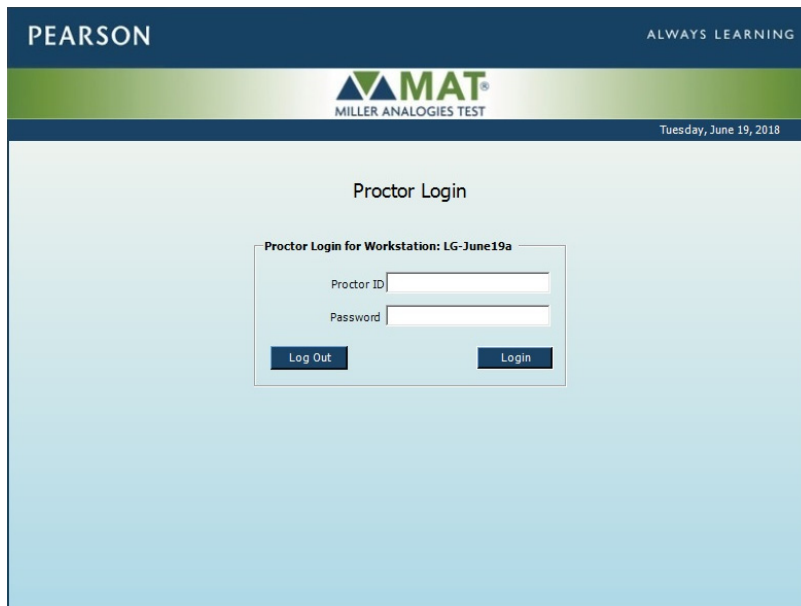 PEARSON
ALWAYS LEARNING
MAT®
MILLER ANALOGIES TEST
Tuesday, June 19, 2018
Proctor Login
Proctor Login for Workstation: LG-June19a
Proctor ID
Password
Log Out
Login